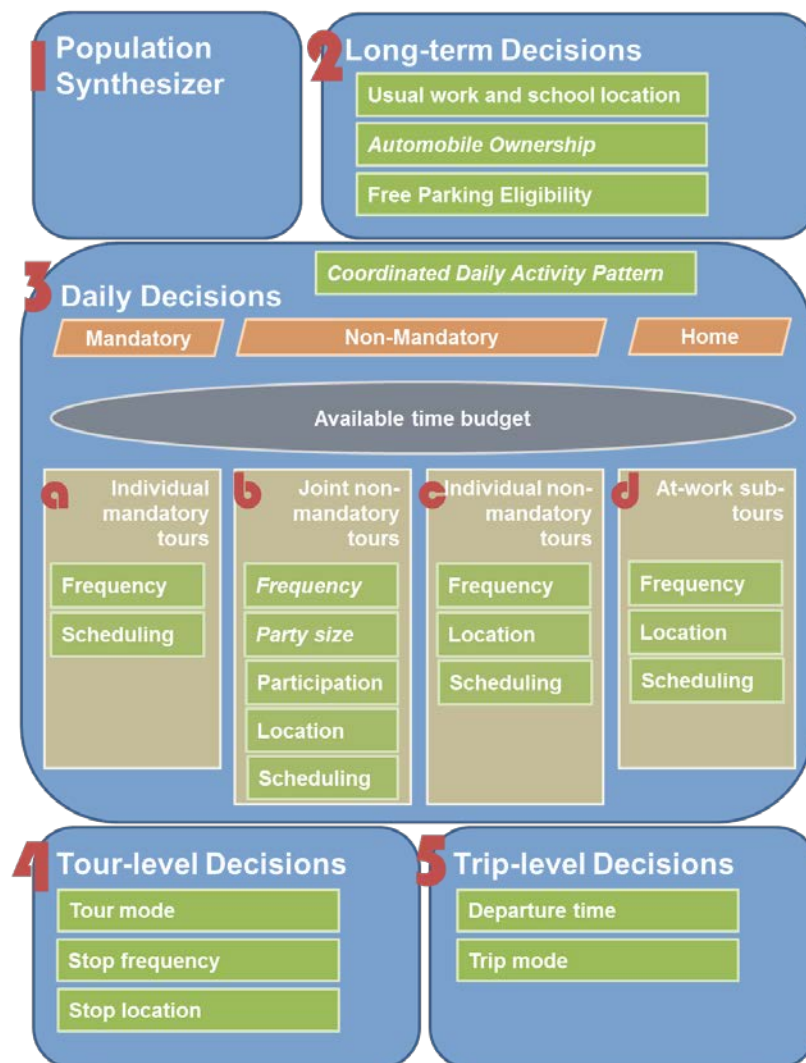 1 Population
Synthesizer
2 Long-term Decisions
Usual work and school location
Automobile Ownership
Free Parking Eligibility
3 Daily Decisions
Coordinated Daily Activity Pattern
Mandatory
Non-Mandatory
Home
Available time budget
a Individual
mandatory
tours
Frequency
Scheduling
b Joint non-
mandatory
tours
Frequency
Party size
Participation
Location
Scheduling
c Individual non-
mandatory
tours
Frequency
Location
Scheduling
d At-work sub-
tours
Frequency
Location
Scheduling
4 Tour-level Decisions
Tour mode
Stop frequency
Stop location
5 Trip-level Decisions
Departure time
Trip mode